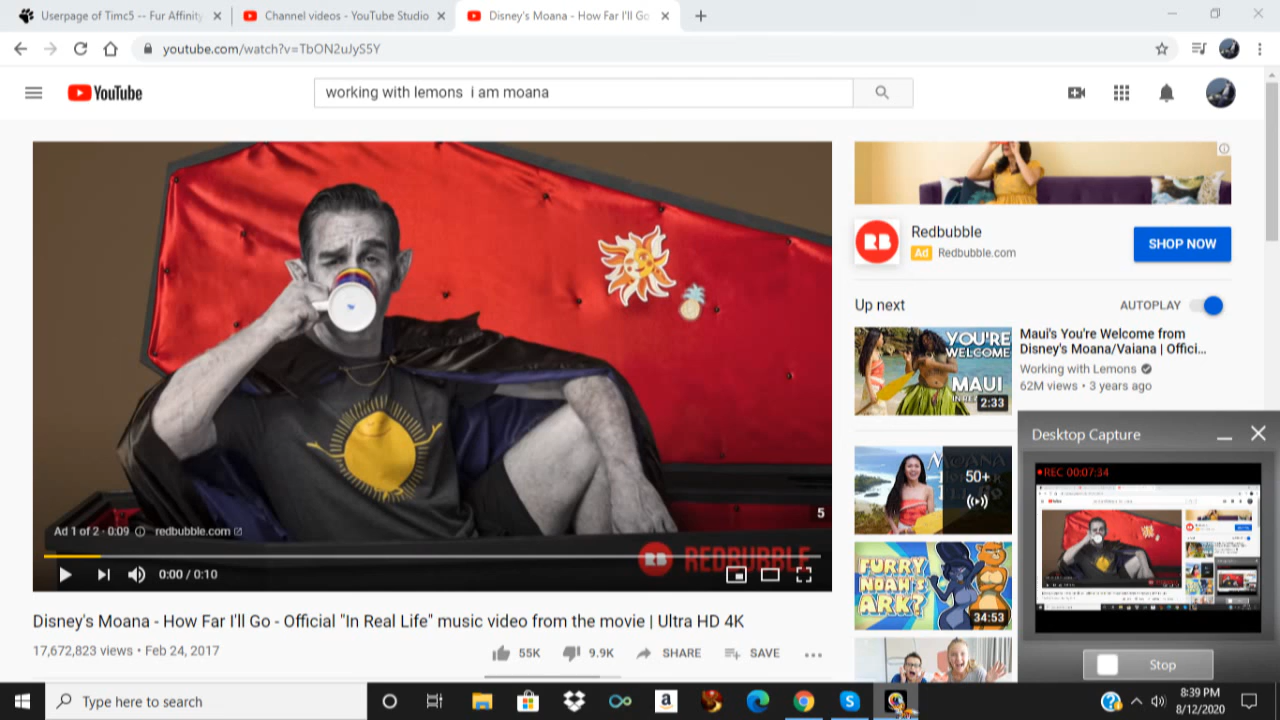 Userpage of Timc5 -- Fur Affinity
Channel videos - YouTube Studio
Disney's Moana - How Far I'll Go
youtube.com/watch?v=TbON2uJyS5Y
YouTube
working with lemons i am moana
Redbubble
Ad Redbubble.com
SHOP NOW
Up next
AUTOPLAY
YOU'RE
WELCOME
MAUI
2:33
Maui's You're Welcome from
Disney's Moana/Vaiana | Offici...
Working with Lemons
62M views • 3 years ago
50+
FURRY
NOAH'S
ARK?
34:53
Desktop Capture
REC 00:07:34
Stop
5
Ad 1 of 2 · 0:09
redbubble.com
REDBUBBLE
0:00 / 0:10
Disney's Moana - How Far I'll Go - Official "In Real Life" music video from the movie | Ultra HD 4K
17,672,823 views • Feb 24, 2017
55K
9.9K
SHARE
SAVE
Type here to search
8:39 PM
8/12/2020